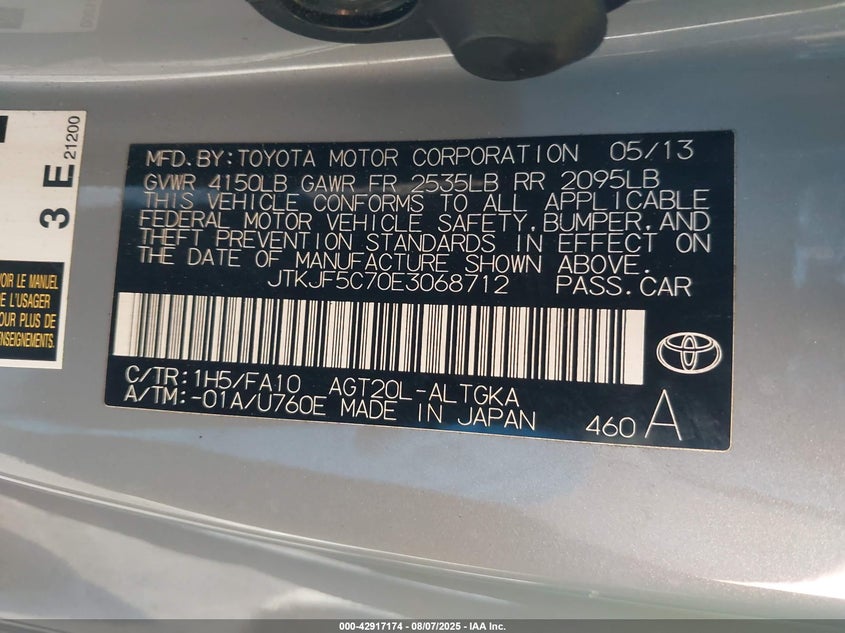 3 E 21200
OIR LE MANUEL
E L'USAGER
OUR PLUS DE
ENSEIGNEMENTS.
MFD. BY: TOYOTA MOTOR CORPORATION 05/13
GVWR 4150LB GAWR FR 2535LB RR 2095LB
THIS VEHICLE CONFORMS TO ALL APPLICABLE
FEDERAL MOTOR VEHICLE SAFETY, BUMPER, AND
THEFT PREVENTION STANDARDS IN EFFECT ON
THE DATE OF MANUFACTURE SHOWN ABOVE.
JTKJF5C70E3068712 PASS.CAR
C/TR: 1H5/FA10 AGT20L-ALTGKA
A/TM:-01A/U760E MADE IN JAPAN 460 A
000-42917174 - 08/07/2025 - IAA Inc.